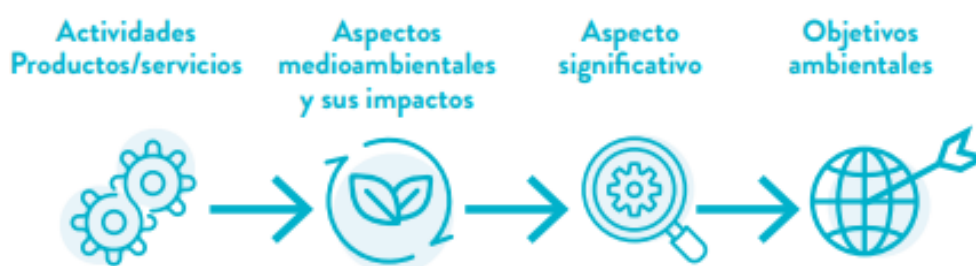 Actividades
Productos/servicios
Aspectos
medioambientales
y sus impactos
Aspecto
significativo
Objetivos
ambientales